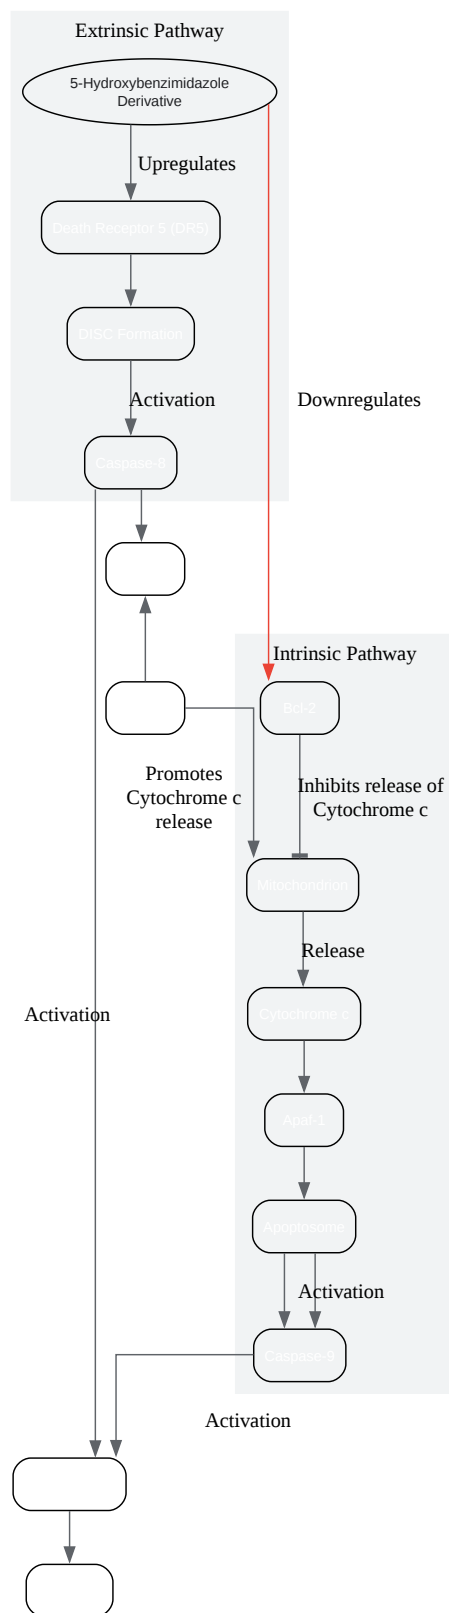 Extrinsic Pathway
5-Hydroxybenzimidazole
Derivative
Upregulates
Death Receptor 5 (DR5)
DISC Formation
Activation
Downregulates
Caspase-8
Intrinsic Pathway
Bcl-2
Promotes
Cytochrome c
release
Inhibits release of
Cytochrome c
Mitochondrion
Release
Cytochrome c
Activation
Apaf-1
Apoptosome
Activation
Caspase-9
Activation